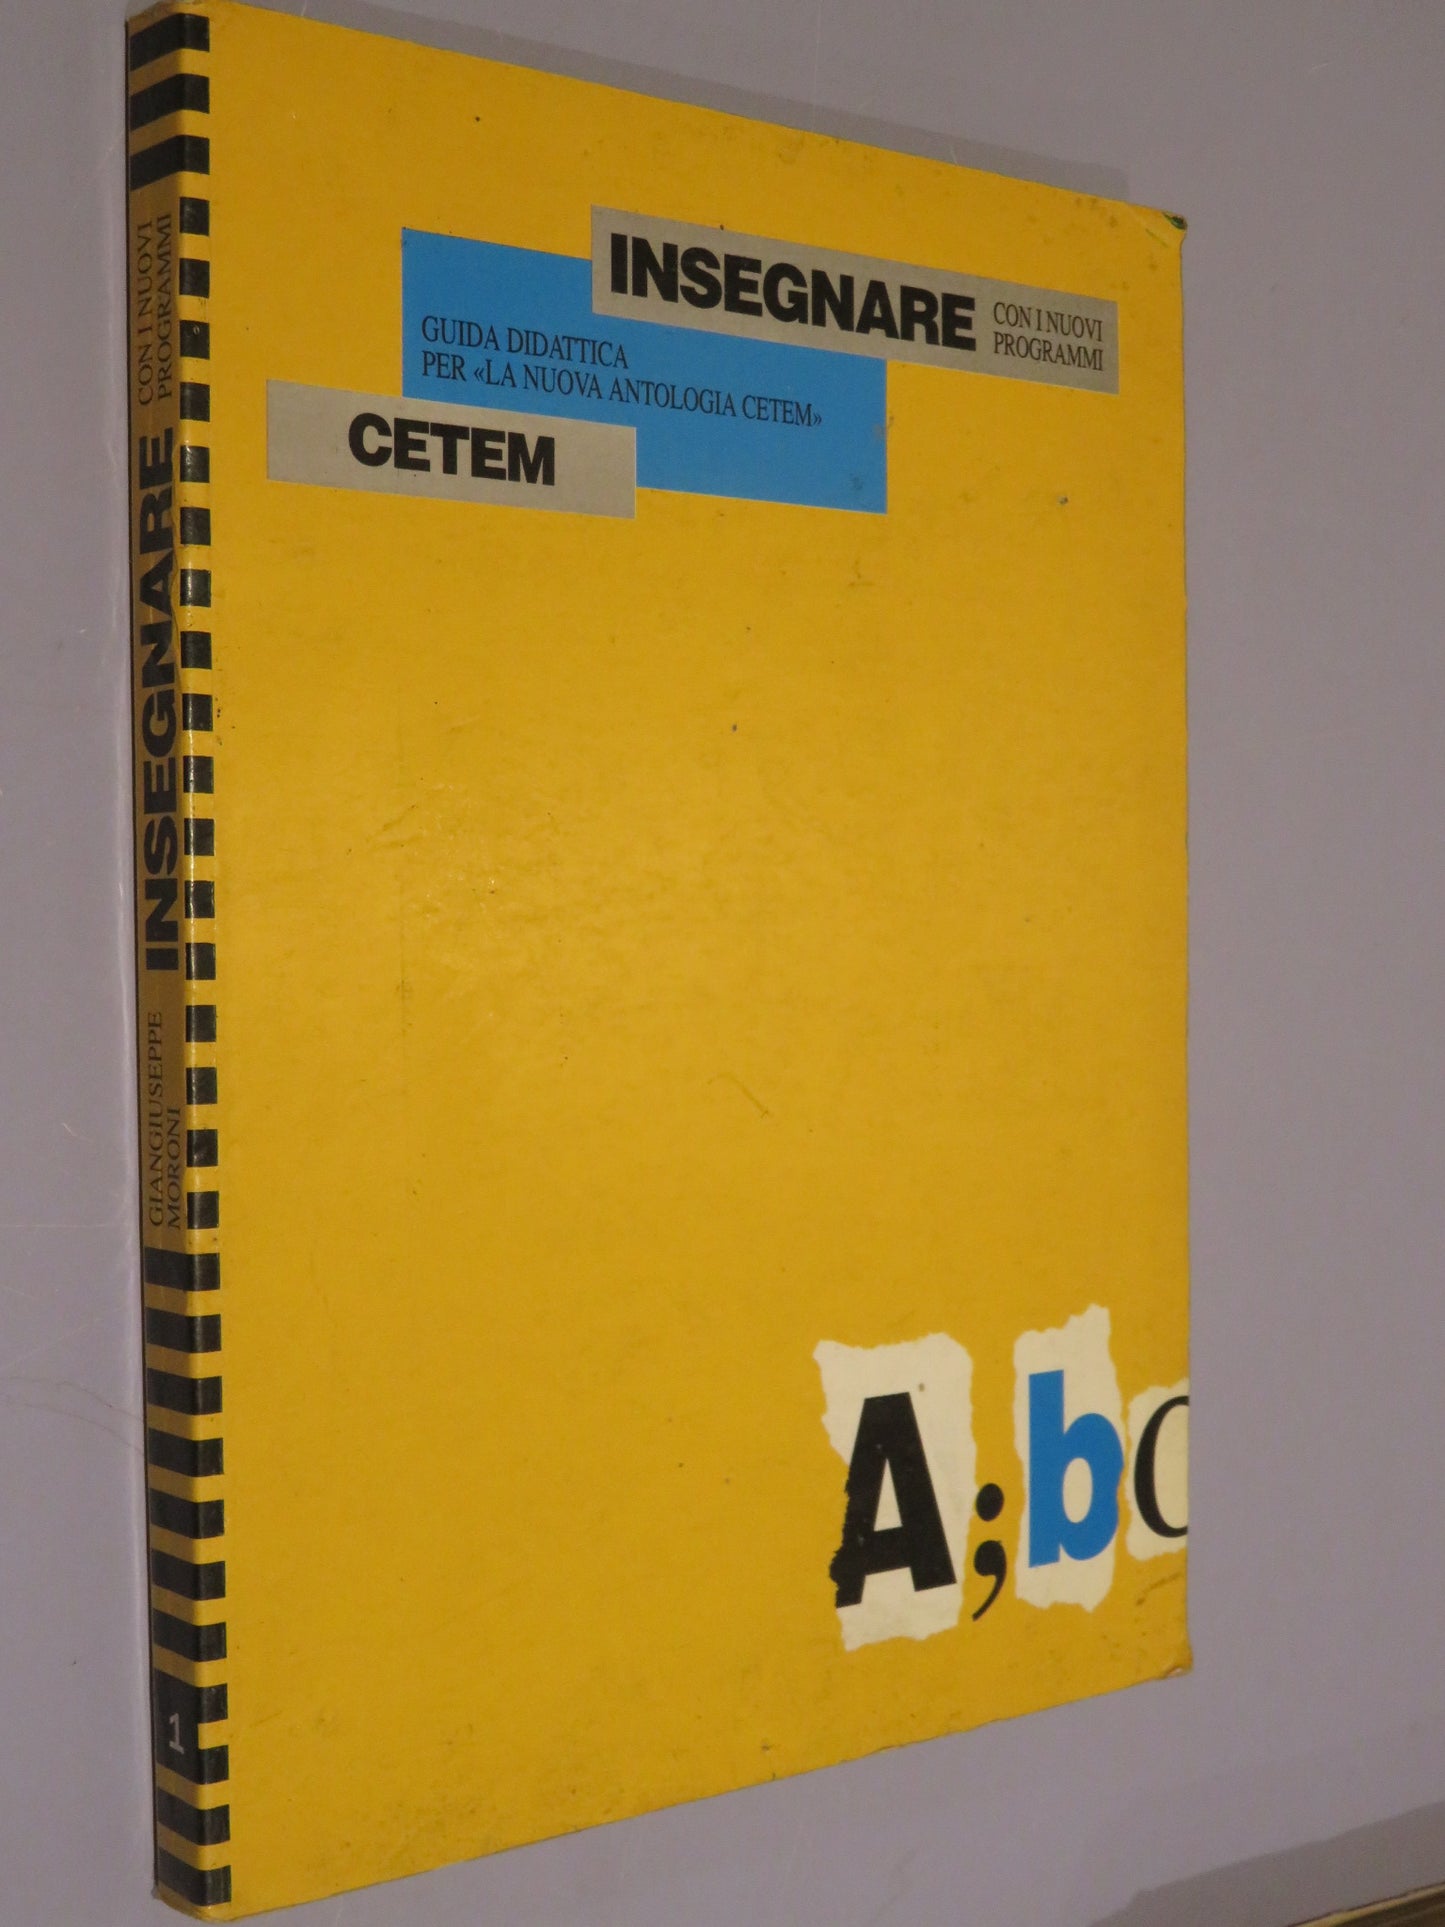 INSEGNARE
CON I NUOVI
PROGRAMMI
GUIDA DIDATTICA
PER «LA NUOVA ANTOLOGIA CETEM»
CETEM
A;bc
GIANGIUSEPPE
MORONI
INSEGNARE
CON I NUOVI
PROGRAMMI
1